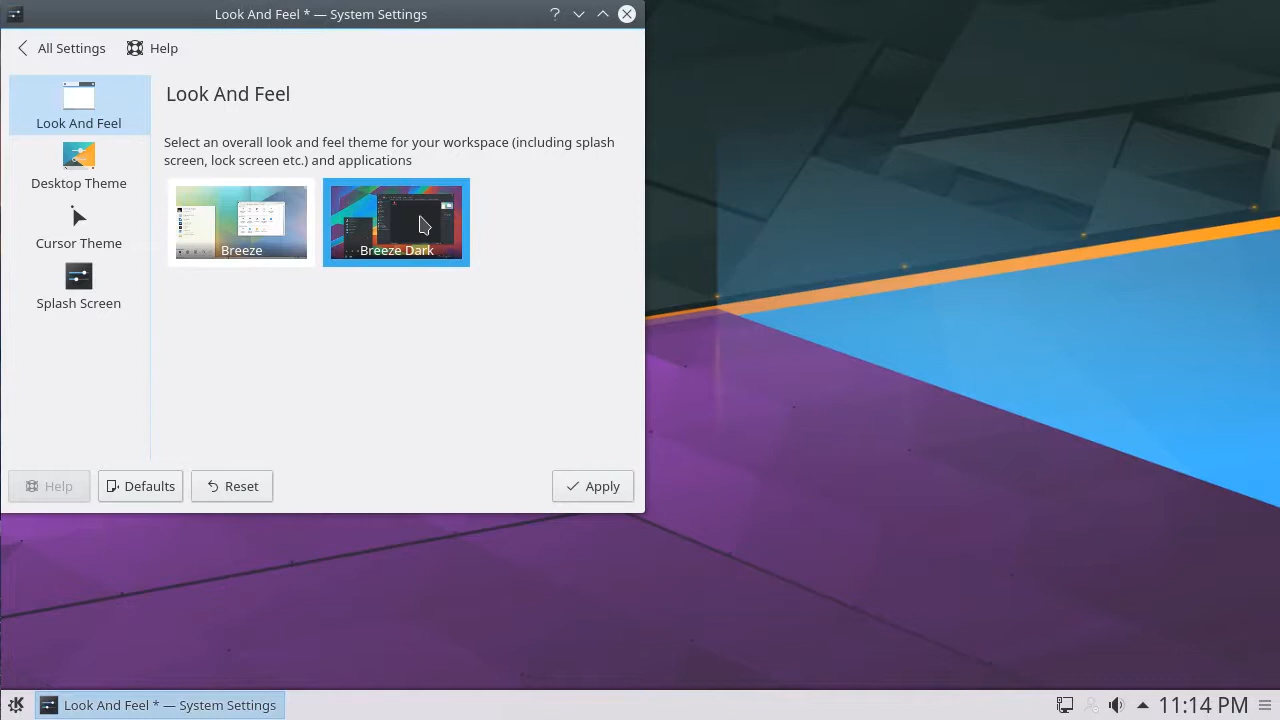 Look And Feel * — System Settings
?
All Settings
Help
Look And Feel
Desktop Theme
Cursor Theme
Splash Screen
Look And Feel
Select an overall look and feel theme for your workspace (including splash
screen, lock screen etc.) and applications
Breeze
Breeze Dark
Help
Defaults
Reset
Apply
Look And Feel * — System Settings
11:14 PM